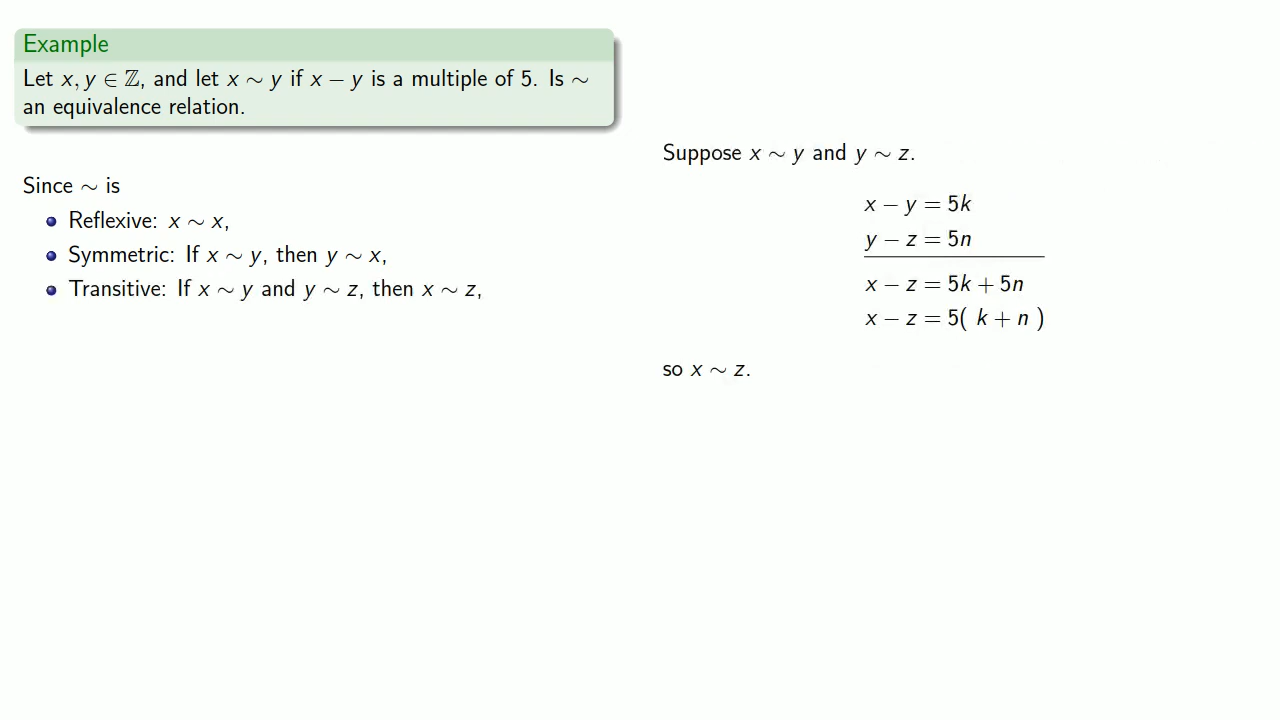 Example
Let x, y ∈ ℤ, and let x ∼ y if x − y is a multiple of 5. Is ∼
an equivalence relation.
Since ∼ is
Reflexive: x ∼ x,
Symmetric: If x ∼ y, then y ∼ x,
Transitive: If x ∼ y and y ∼ z, then x ∼ z,
Suppose x ∼ y and y ∼ z.
x − y = 5k
y − z = 5n
x − z = 5k + 5n
x − z = 5( k + n )
so x ∼ z.